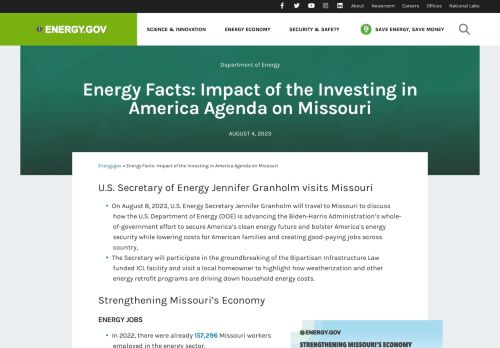 About Newsroom Careers Offices National Labs
ENERGY.GOV
SCIENCE & INNOVATION ENERGY ECONOMY SECURITY & SAFETY SAVE ENERGY, SAVE MONEY
Department of Energy
Energy Facts: Impact of the Investing in
America Agenda on Missouri
AUGUST 4, 2023
Energy.gov » Energy Facts: Impact of the Investing in America Agenda on Missouri
U.S. Secretary of Energy Jennifer Granholm visits Missouri
• On August 8, 2023, U.S. Energy Secretary Jennifer Granholm will travel to Missouri to discuss
how the U.S. Department of Energy (DOE) is advancing the Biden-Harris Administration's whole-
of-government effort to secure America's clean energy future and bolster America's energy
security while lowering costs for American families and creating good-paying jobs across
country,
• The Secretary will participate in the groundbreaking of the Bipartisan Infrastructure Law
funded ICL facility and visit a local homeowner to highlight how weatherization and other
energy retrofit programs are driving down household energy costs.
Strengthening Missouri's Economy
ENERGY JOBS
• In 2022, there were already 157,296 Missouri workers
employed in the energy sector.
ENERGY.GOV
STRENGTHENING MISSOURI'S ECONOMY